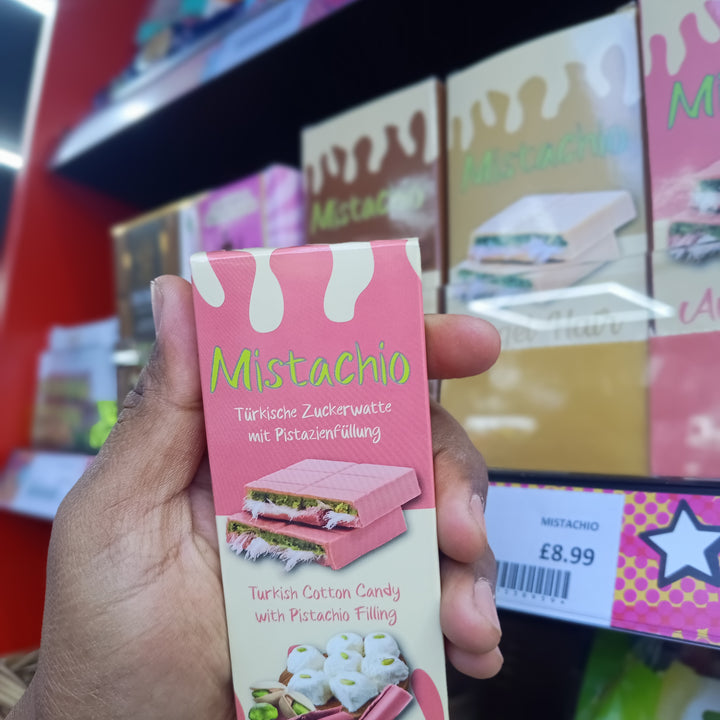 Mistachio
Türkische Zuckerwatte
mit Pistazienfüllung
Turkish Cotton Candy
with Pistachio Filling
Mistachio
Mistachio
MISTACHIO
£8.99